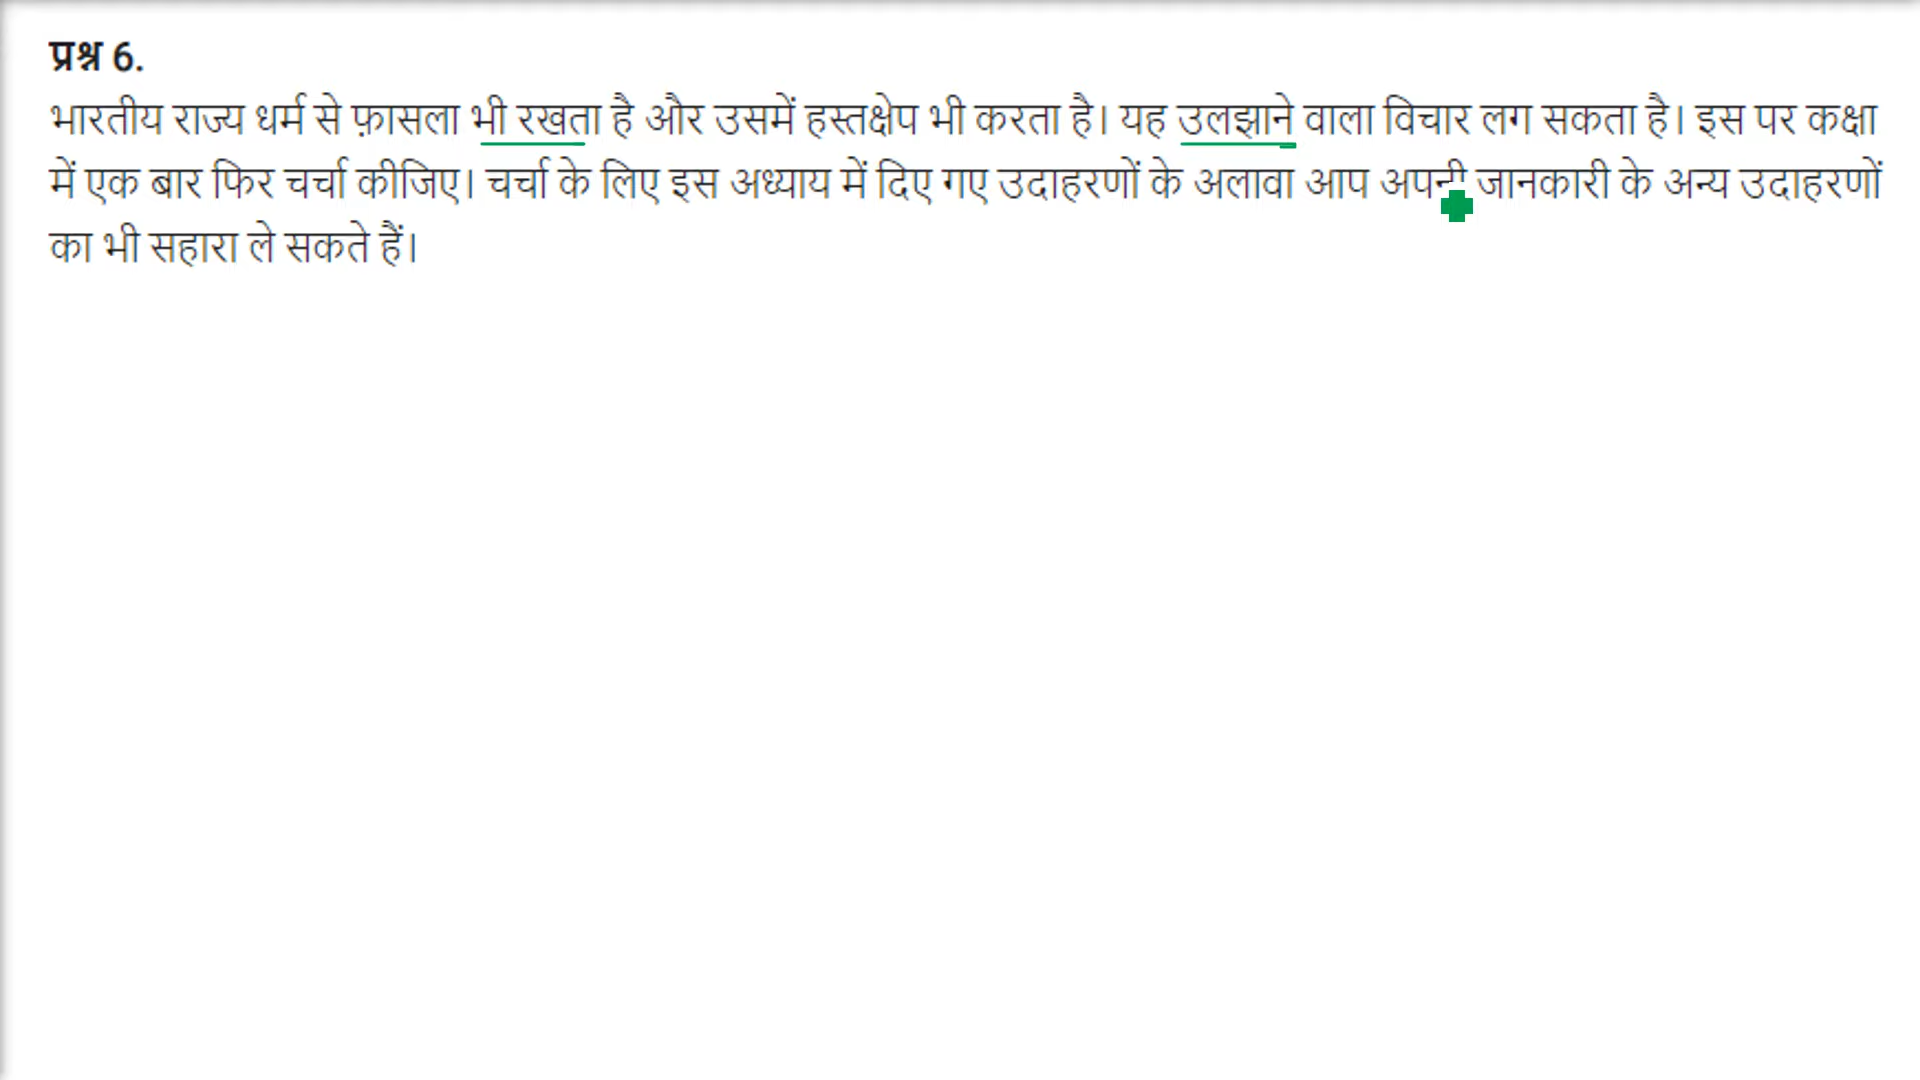 प्रश्न 6.
भारतीय राज्य धर्म से फ़ासला भी रखता है और उसमें हस्तक्षेप भी करता है। यह उलझाने वाला विचार लग सकता है। इस पर कक्षा
में एक बार फिर चर्चा कीजिए। चर्चा के लिए इस अध्याय में दिए गए उदाहरणों के अलावा आप अपनी जानकारी के अन्य उदाहरणों
का भी सहारा ले सकते हैं।